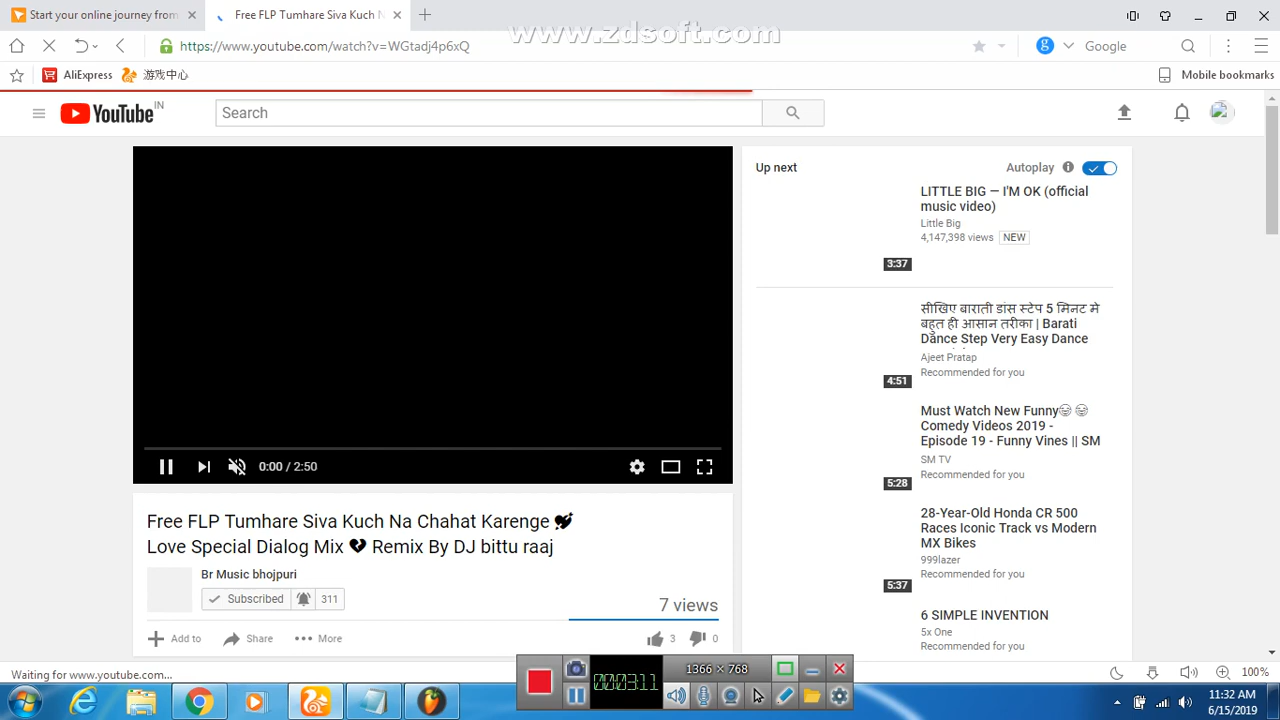 Start your online journey from
Free FLP Tumhare Siva Kuch N
www.zdsoft.com
https://www.youtube.com/watch?v=WGtadj4p6xQ
Google
AliExpress
游戏中心
Mobile bookmarks
YouTube IN
Search
Up next
Autoplay
LITTLE BIG – I'M OK (official
music video)
Little Big
4,147,398 views NEW
3:37
सीखिए बाराती डांस स्टेप 5 मिनट मे
बहुत ही आसान तरीका | Barati
Dance Step Very Easy Dance
Ajeet Pratap
Recommended for you
4:51
Must Watch New Funny😂 😂
Comedy Videos 2019 -
Episode 19 - Funny Vines || SM
SM TV
Recommended for you
5:28
28-Year-Old Honda CR 500
Races Iconic Track vs Modern
MX Bikes
999lazer
Recommended for you
5:37
6 SIMPLE INVENTION
5x One
Recommended for you
0:00 / 2:50
Free FLP Tumhare Siva Kuch Na Chahat Karenge 💘
Love Special Dialog Mix 💔 Remix By DJ bittu raaj
Br Music bhojpuri
Subscribed 311
7 views
Add to Share More
3 0
Waiting for www.youtube.com...
100%
1366 × 768
00:03:11
11:32 AM
6/15/2019